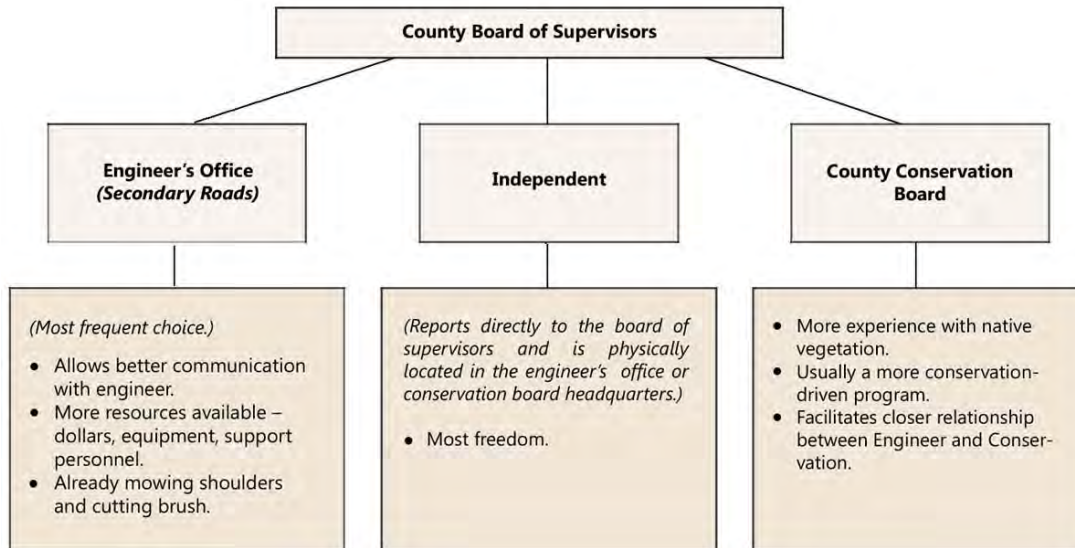 County Board of Supervisors
Engineer’s Office
(Secondary Roads)
Independent
County Conservation
Board
(Most frequent choice.)
• Allows better communication
with engineer.
• More resources available –
dollars, equipment, support
personnel.
• Already mowing shoulders
and cutting brush.
(Reports directly to the board of
supervisors and is physically
located in the engineer’s office or
conservation board headquarters.)
• Most freedom.
• More experience with native
vegetation.
• Usually a more conservation-
driven program.
• Facilitates closer relationship
between Engineer and Conser-
vation.